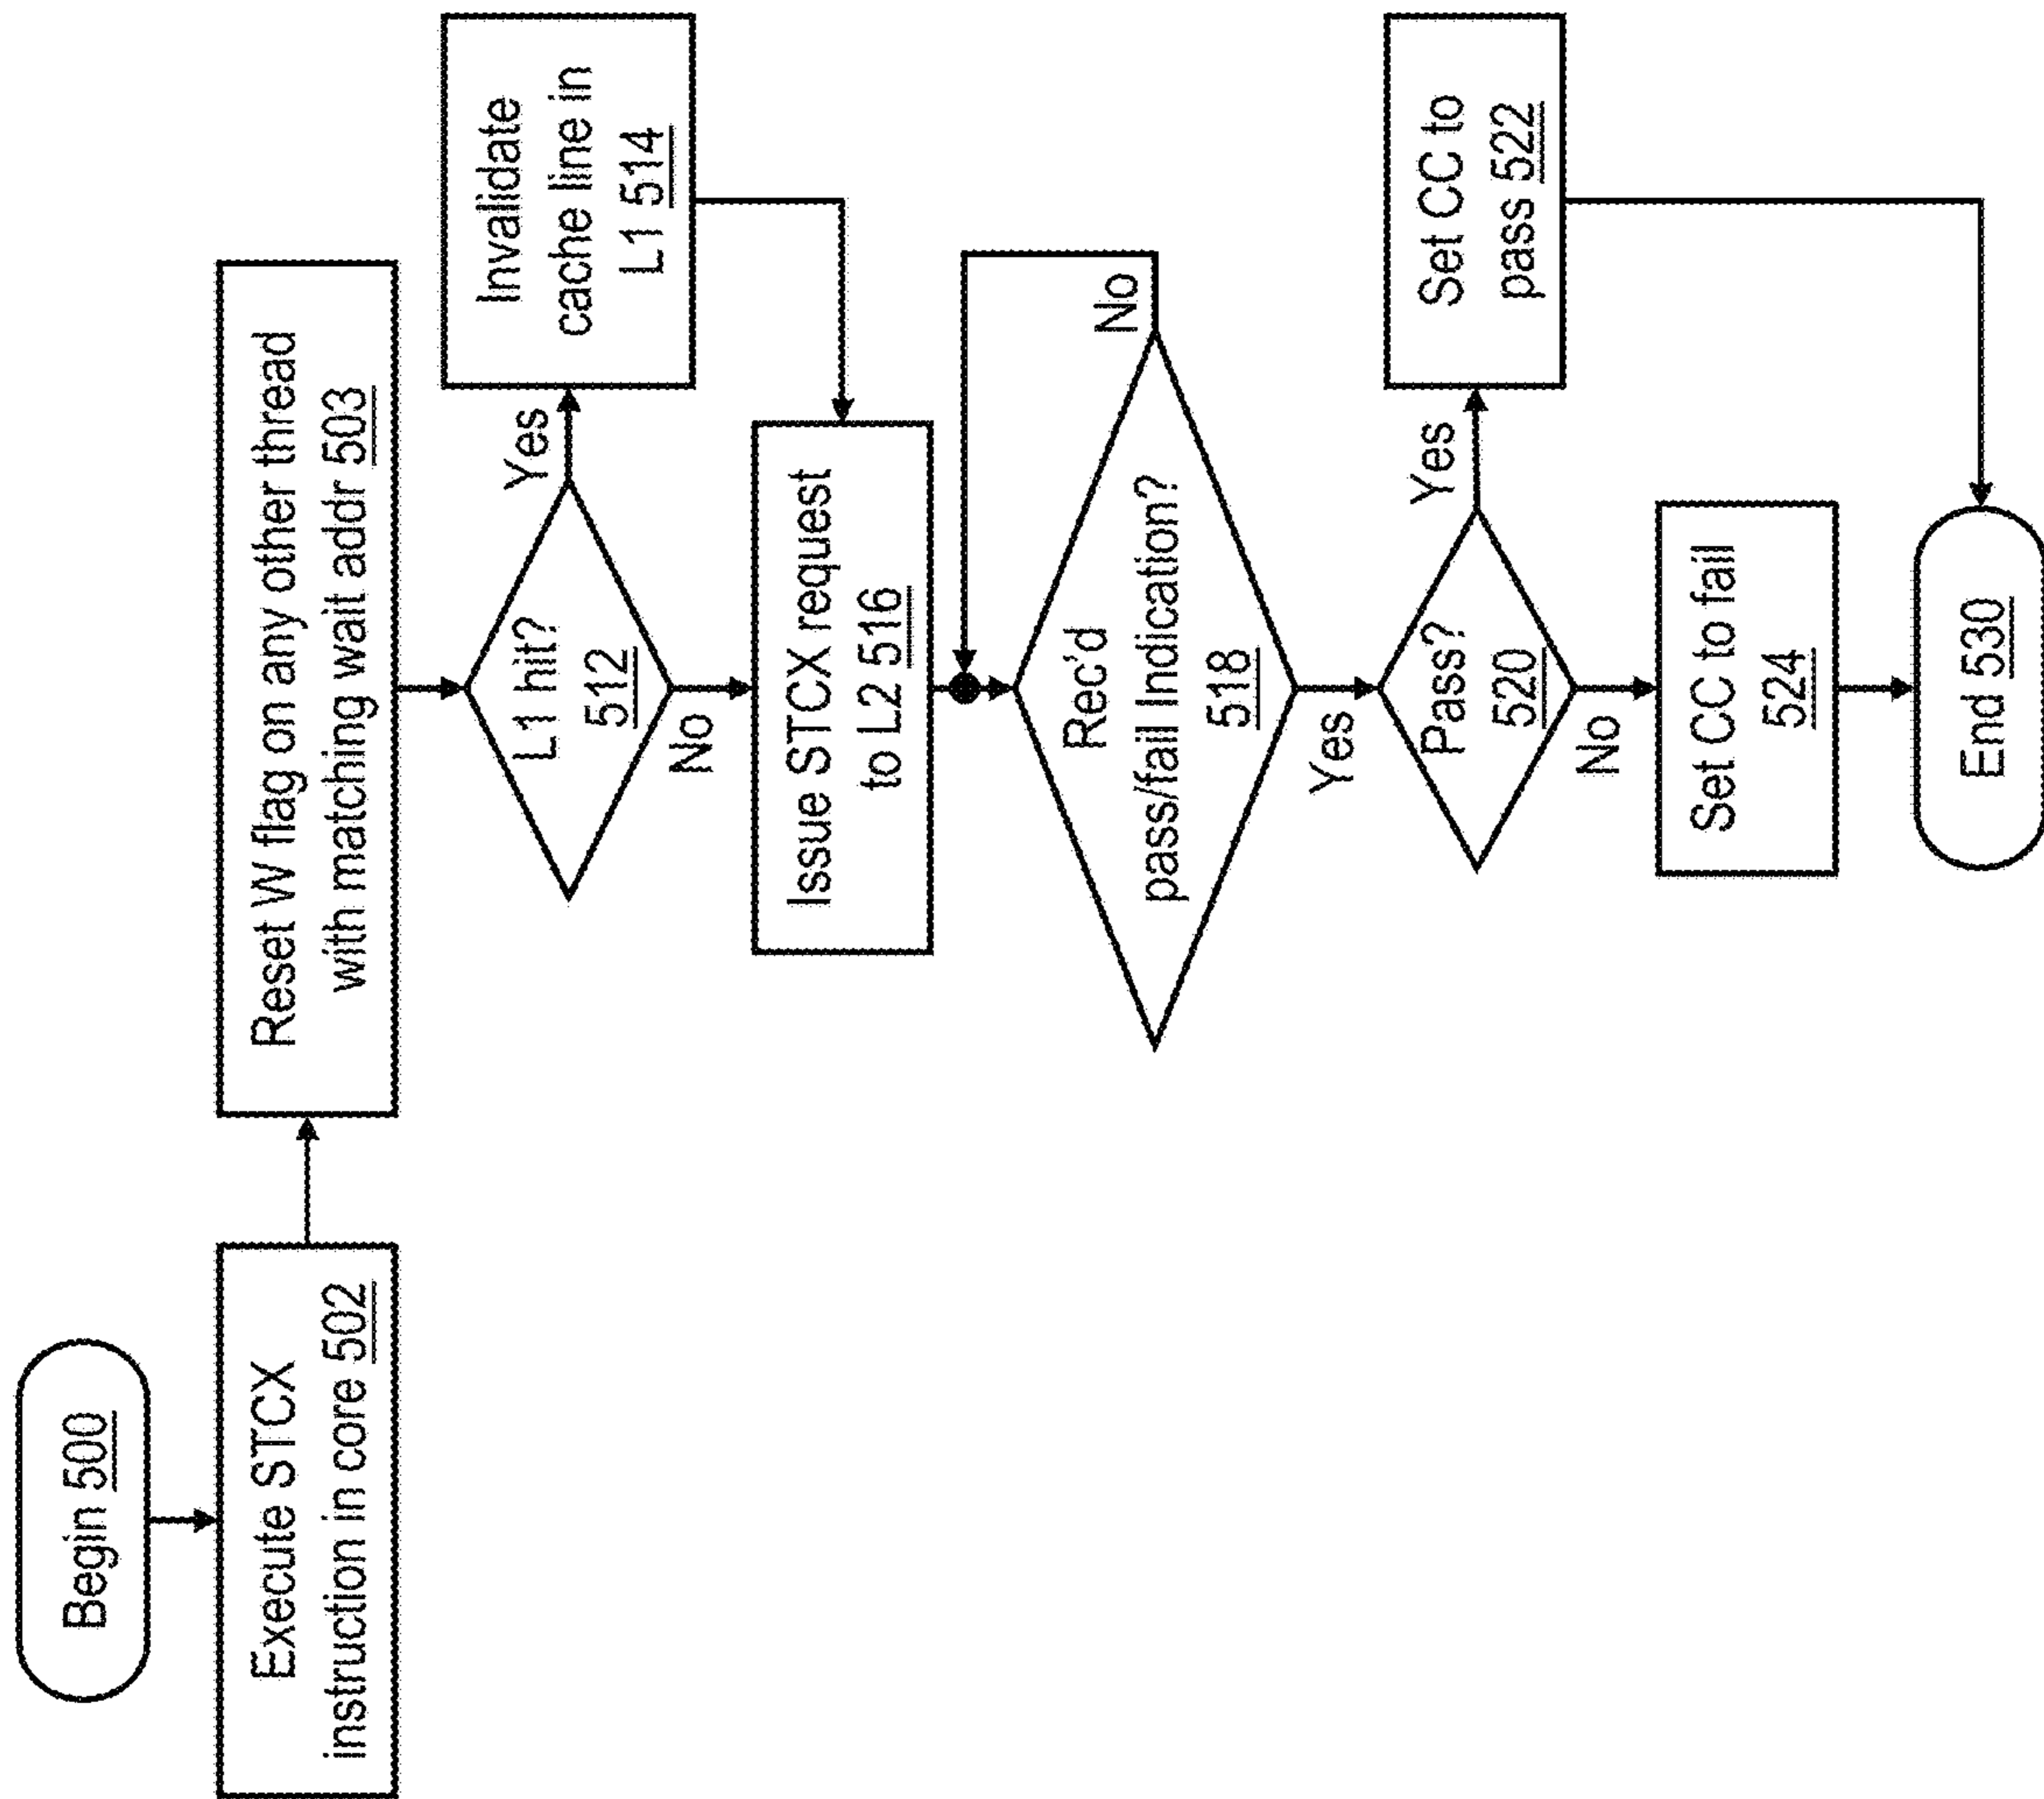 Begin 500
Execute STCX
instruction in core 502
Reset W flag on any other thread
with matching wait addr 503
L1 hit?
512
Yes
No
Invalidate
cache line in
L1 514
Issue STCX request
to L2 516
Rec'd
pass/fail Indication?
518
No
Yes
Pass?
520
Yes
No
Set CC to
pass 522
Set CC to fail
524
End 530